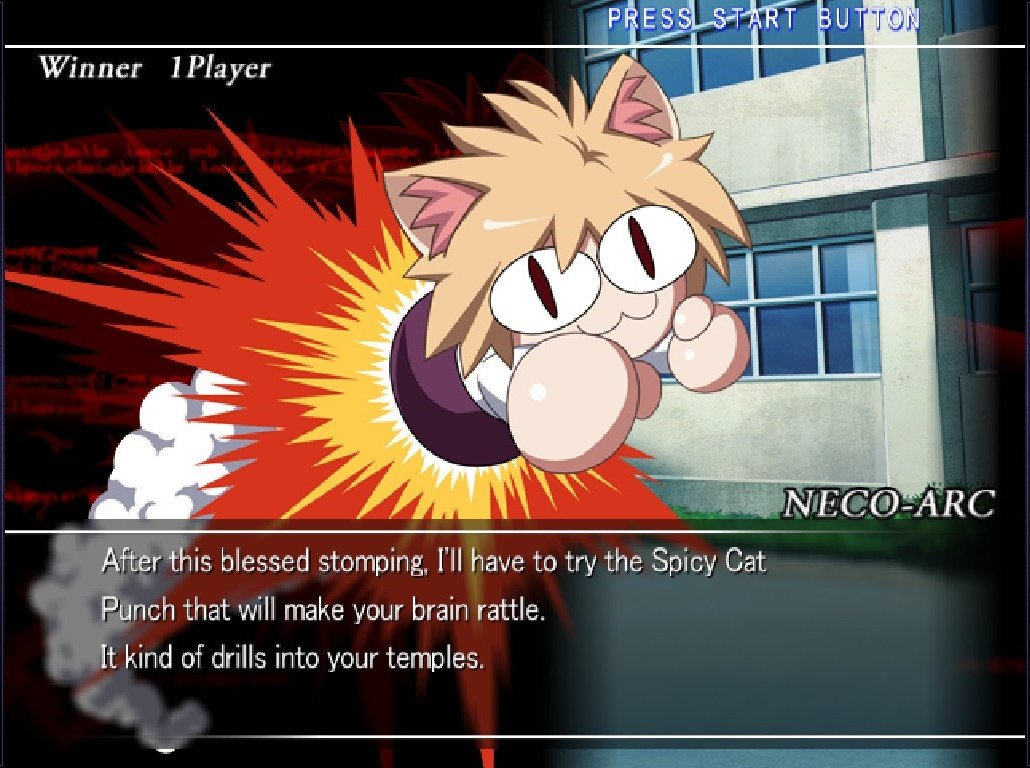 PRESS START BUTTON
Winner 1Player
NECO-ARC
After this blessed stomping, I'll have to try the Spicy Cat
Punch that will make your brain rattle.
It kind of drills into your temples.